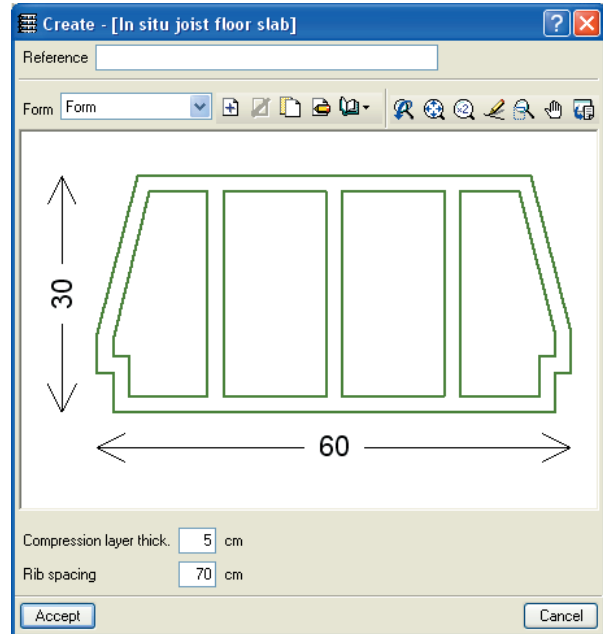 Create - [In situ joist floor slab]
Reference
Form Form
x2
30
60
Compression layer thick. 5 cm
Rib spacing 70 cm
Accept Cancel